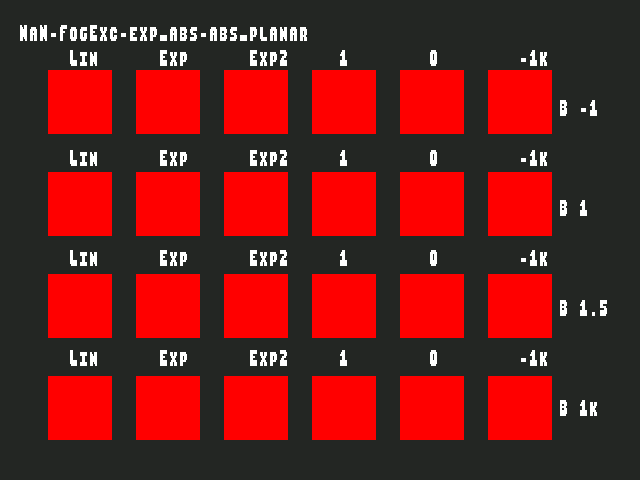 NaN-FogExc-exp_abs-abs_planar
Lin Exp Exp2 1 0 -1k
B -1
Lin Exp Exp2 1 0 -1k
B 1
Lin Exp Exp2 1 0 -1k
B 1.5
Lin Exp Exp2 1 0 -1k
B 1k